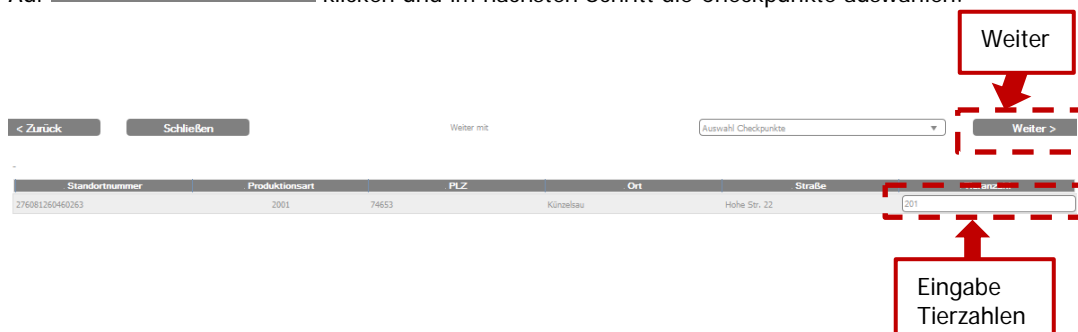 klicken und im nächsten Schritt die Checkpunkte auswählen.
Weiter
< Zurück Schließen Weiter mit Auswahl Checkpunkte Weiter >
-
Standortnummer Produktionsart PLZ Ort Straße
276081260460263 2001 74653 Künzelsau Hohe Str. 22 201
Eingabe
Tierzahlen